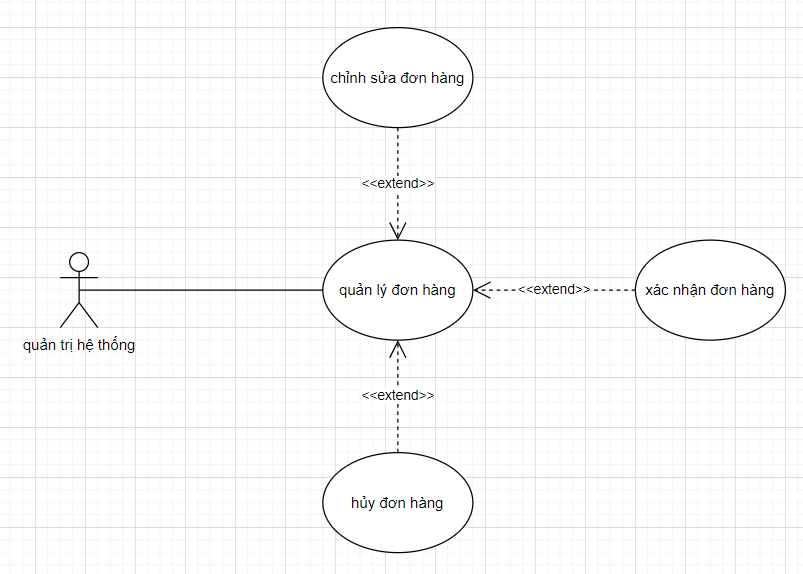 chỉnh sửa đơn hàng
<<extend>>
quản lý đơn hàng
<<extend>>
xác nhận đơn hàng
quản trị hệ thống
<<extend>>
hủy đơn hàng